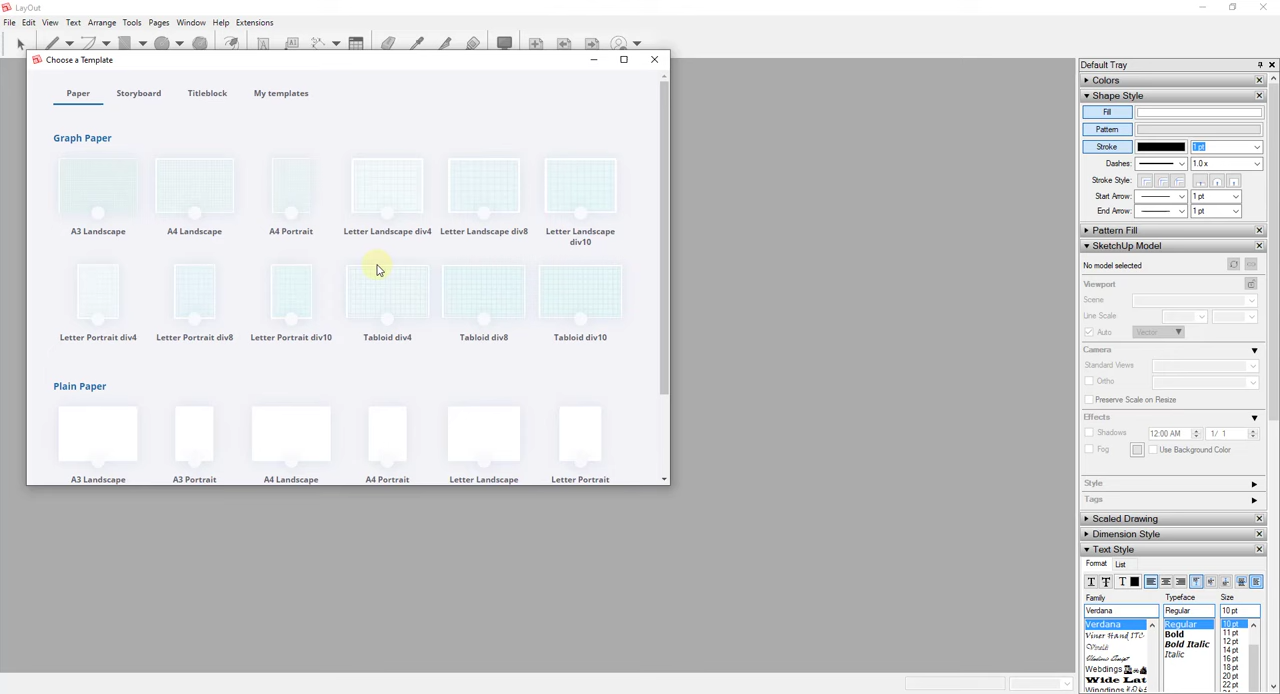 LayOut
File Edit View Text Arrange Tools Pages Window Help Extensions
Choose a Template
Paper Storyboard Titleblock My templates
Graph Paper
A3 Landscape A4 Landscape A4 Portrait Letter Landscape div4 Letter Landscape div8 Letter Landscape div10
Letter Portrait div4 Letter Portrait div8 Letter Portrait div10 Tabloid div4 Tabloid div8 Tabloid div10
Plain Paper
A3 Landscape A3 Portrait A4 Landscape A4 Portrait Letter Landscape Letter Portrait
Default Tray
Colors
Shape Style
Fill
Pattern
Stroke 1 pt
Dashes: 1.0 x
Stroke Style:
Start Arrow: 1 pt
End Arrow: 1 pt
Pattern Fill
SketchUp Model
No model selected
Viewport
Scene
Line Scale
Auto Vector
Camera
Standard Views
Ortho
Preserve Scale on Resize
Effects
Shadows 12:00 AM 1/ 1
Fog Use Background Color
Style
Tags
Scaled Drawing
Dimension Style
Text Style
Format List
Family Typeface Size
Verdana Regular 10 pt
Verdana Regular 10 pt
Viner Hand ITC Bold 11 pt
Vivaldi Bold Italic 12 pt
Vladimir Script Italic 14 pt
Webdings 16 pt
Wide Lat 18 pt
Wingdings 20 pt
22 pt